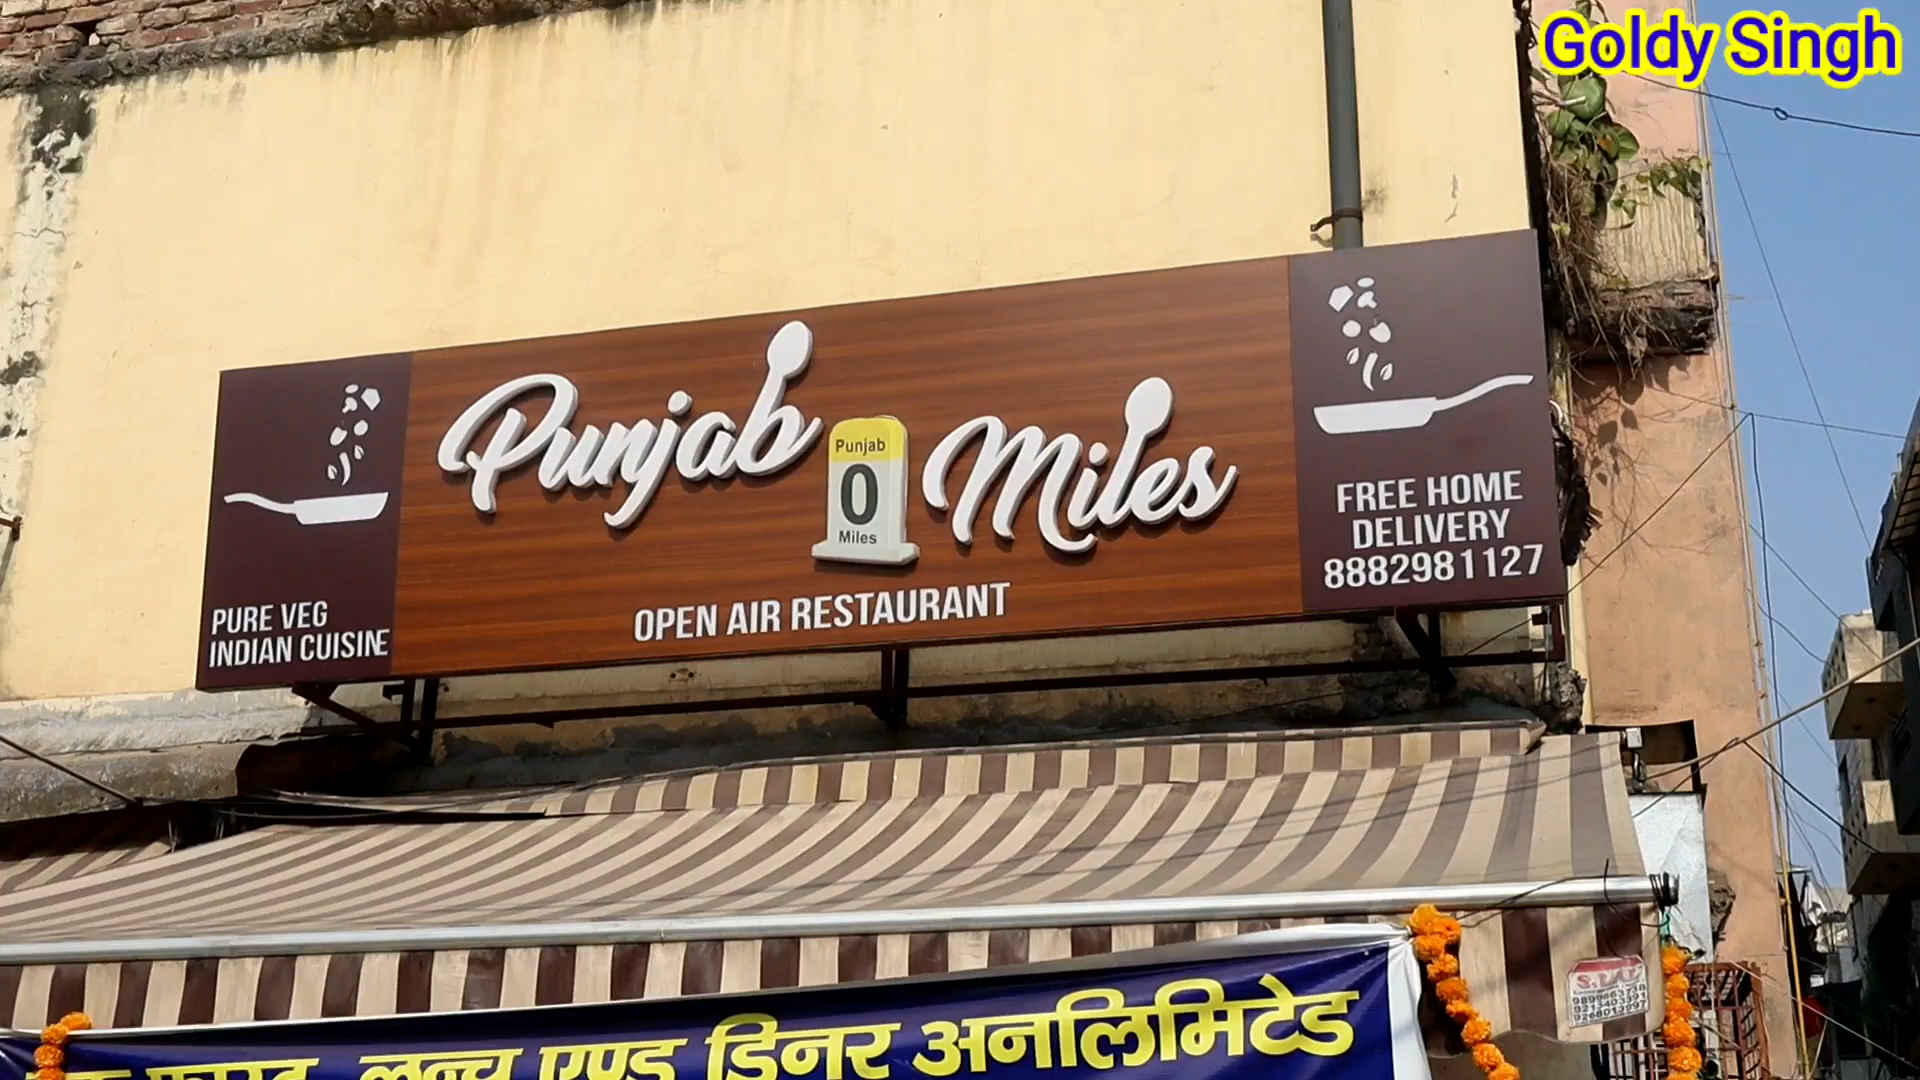 Goldy Singh
Punjab 0 Miles
Punjab
Miles
OPEN AIR RESTAURANT
PURE VEG
INDIAN CUISINE
FREE HOME
DELIVERY
8882981127
लन्च एण्ड डिनर अनलिमिटेड